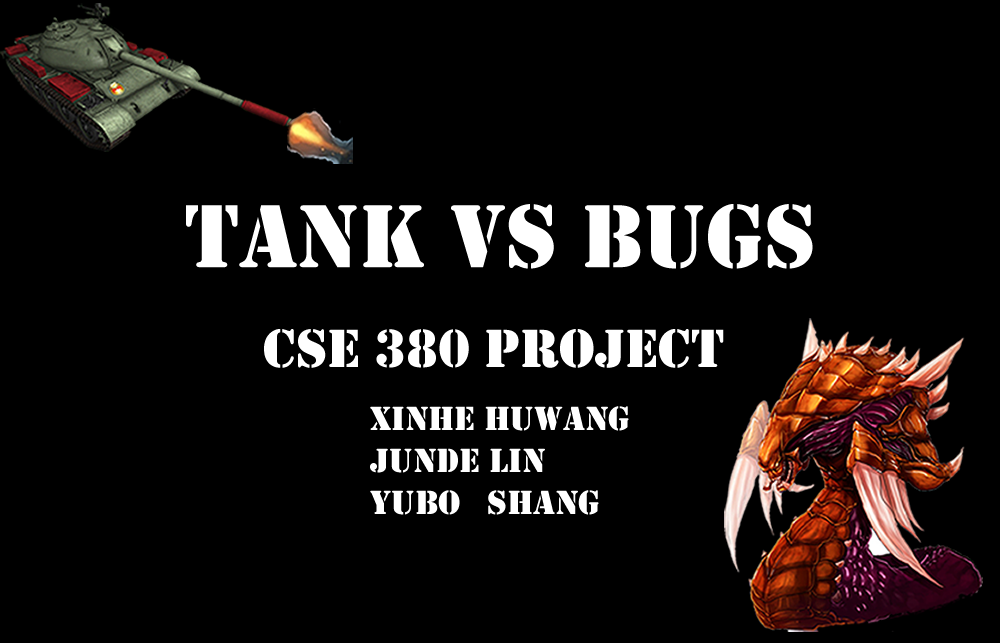 TANK VS BUGS
CSE 380 PROJECT
XINHE HUWANG
JUNDE LIN
YUBO SHANG